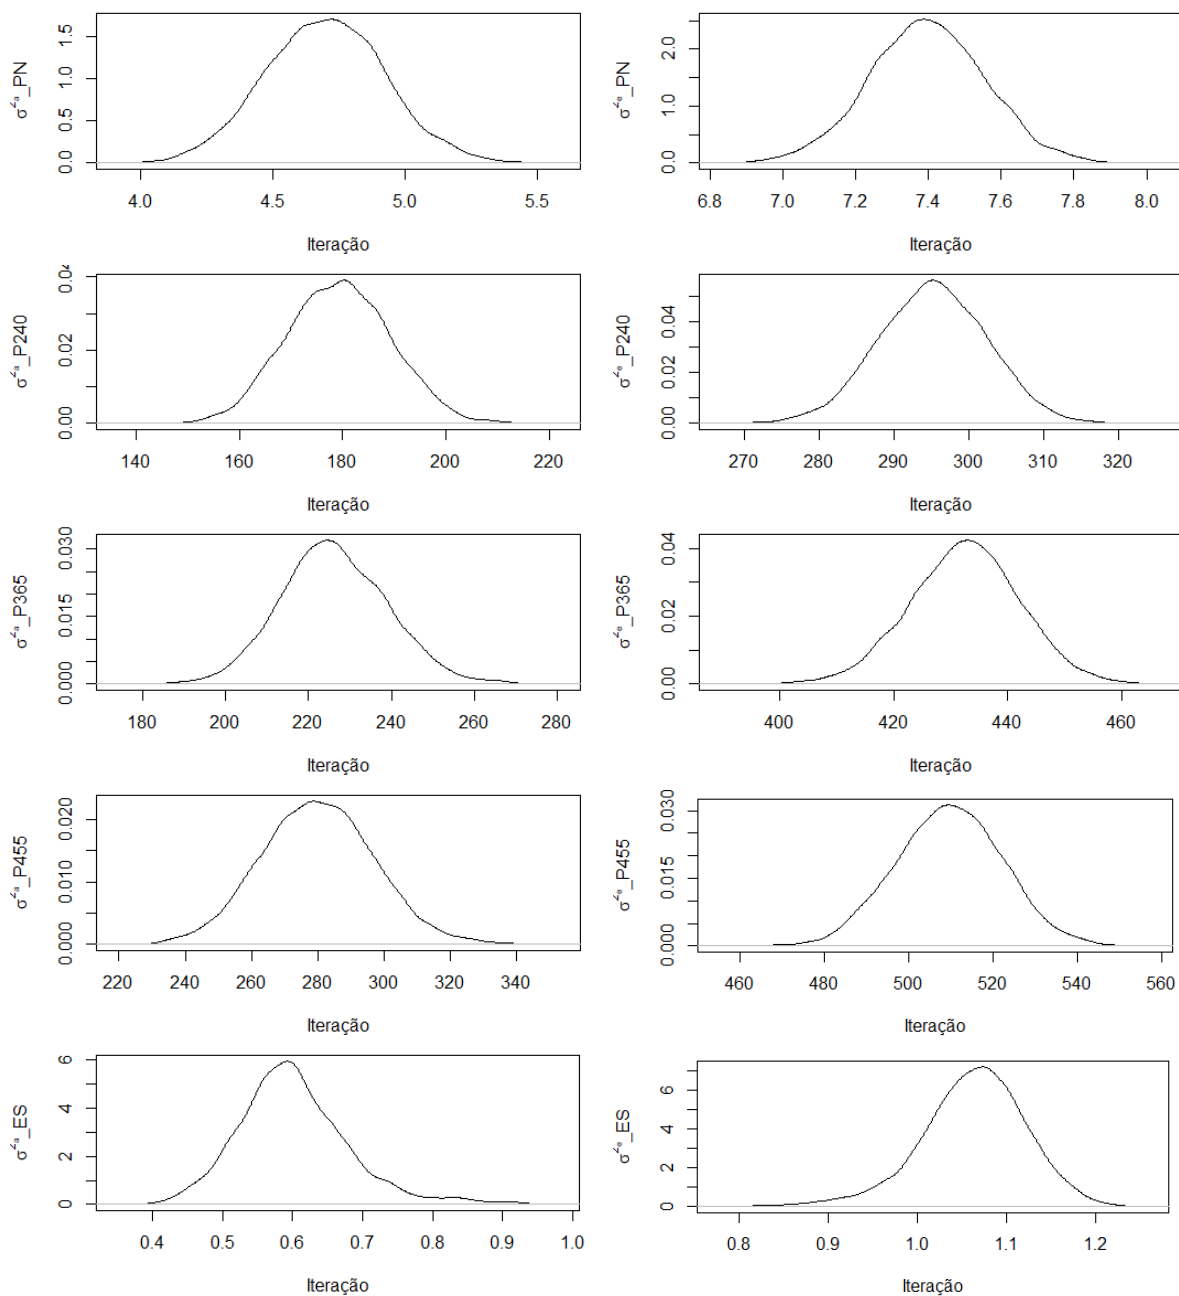 σ²ᵃ_PN
0.0 0.5 1.0 1.5
4.0 4.5 5.0 5.5
Iteração
σ²ᵉ_PN
0.0 1.0 2.0
6.8 7.0 7.2 7.4 7.6 7.8 8.0
Iteração
σ²ᵃ_P240
0.00 0.02 0.04
140 160 180 200 220
Iteração
σ²ᵉ_P240
0.00 0.02 0.04
270 280 290 300 310 320
Iteração
σ²ᵃ_P365
0.000 0.015 0.030
180 200 220 240 260 280
Iteração
σ²ᵉ_P365
0.00 0.02 0.04
400 420 440 460
Iteração
σ²ᵃ_P455
0.000 0.010 0.020
220 240 260 280 300 320 340
Iteração
σ²ᵉ_P455
0.000 0.015 0.030
460 480 500 520 540 560
Iteração
σ²ᵃ_ES
0 2 4 6
0.4 0.5 0.6 0.7 0.8 0.9 1.0
Iteração
σ²ᵉ_ES
0 2 4 6
0.8 0.9 1.0 1.1 1.2
Iteração